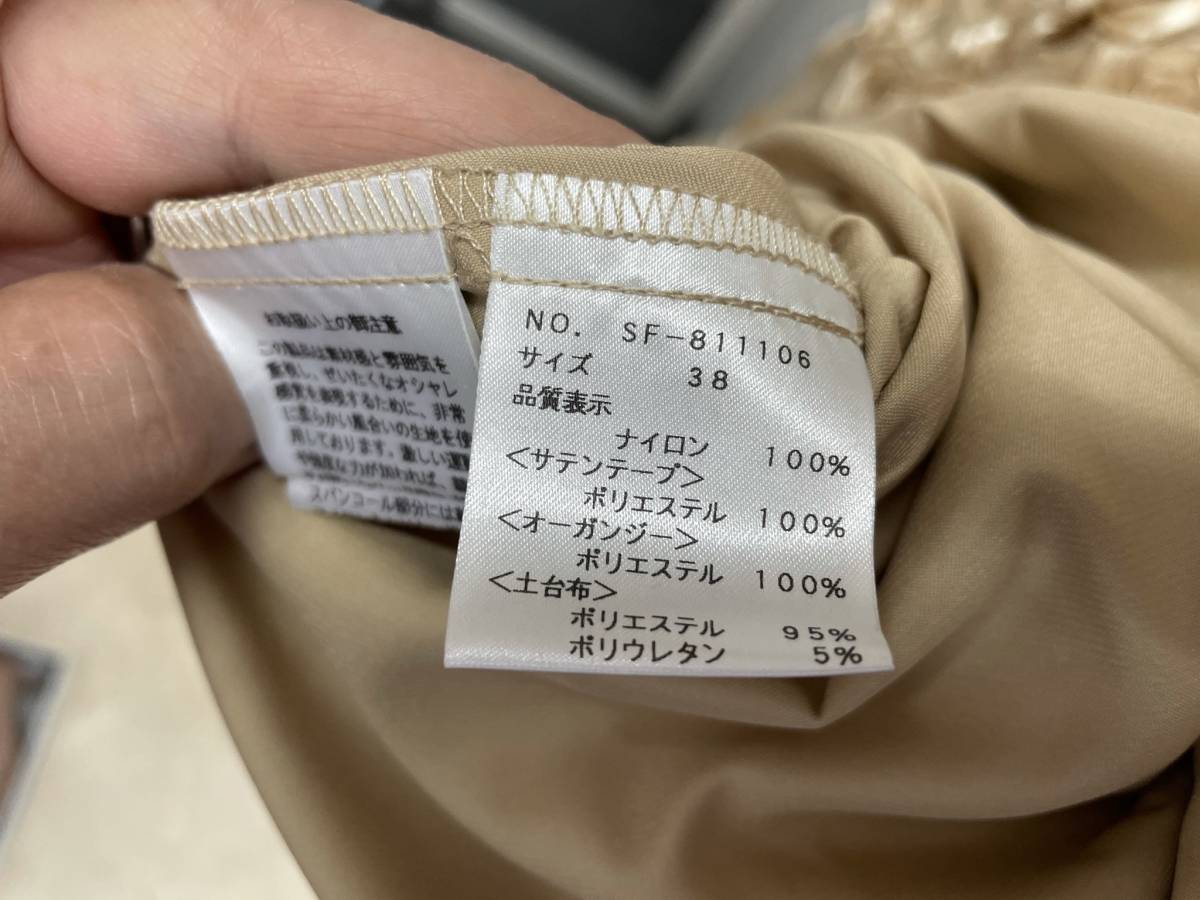 お取扱い上の御注意
この製品は素材感と雰囲気を
重視し、ぜいたくなオシャレ
感覚を表現するために、非常
に柔らかい風合いの生地を使
用しております。激しい運
力が加われば、
スパンコール部分には
NO. SF-811106
サイズ 38
品質表示
ナイロン 100%
<サテンテープ>
ポリエステル 100%
<オーガンジー>
ポリエステル 100%
<土台布>
ポリエステル 95%
ポリウレタン 5%